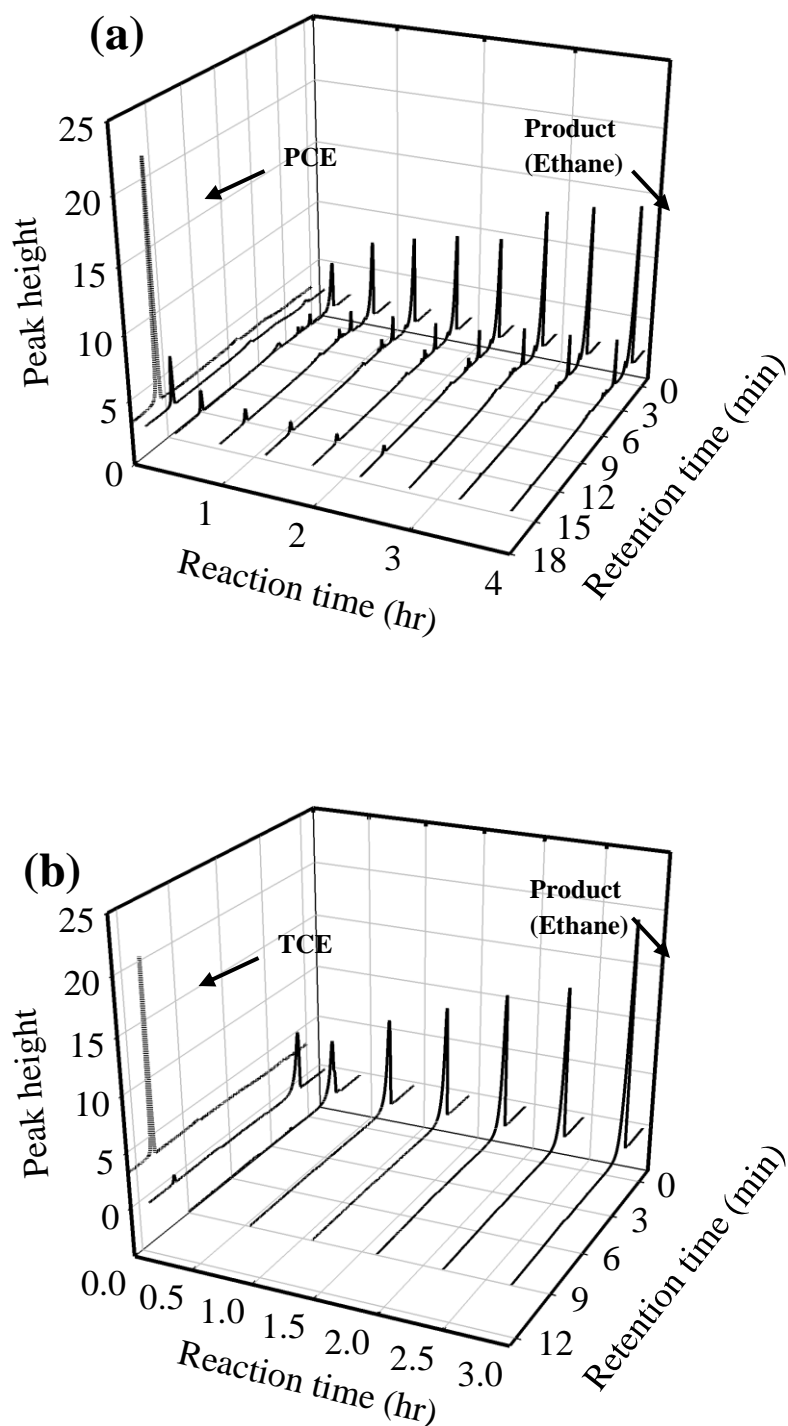 (a)
Product
(Ethane)
PCE
25
20
15
10
5
0
Peak height
0
3
6
9
12
15
18
Retention time (min)
1
2
3
4
Reaction time (hr)
(b)
Product
(Ethane)
TCE
25
20
15
10
5
0
Peak height
0
3
6
9
12
Retention time (min)
0.0
0.5
1.0
1.5
2.0
2.5
3.0
Reaction time (hr)